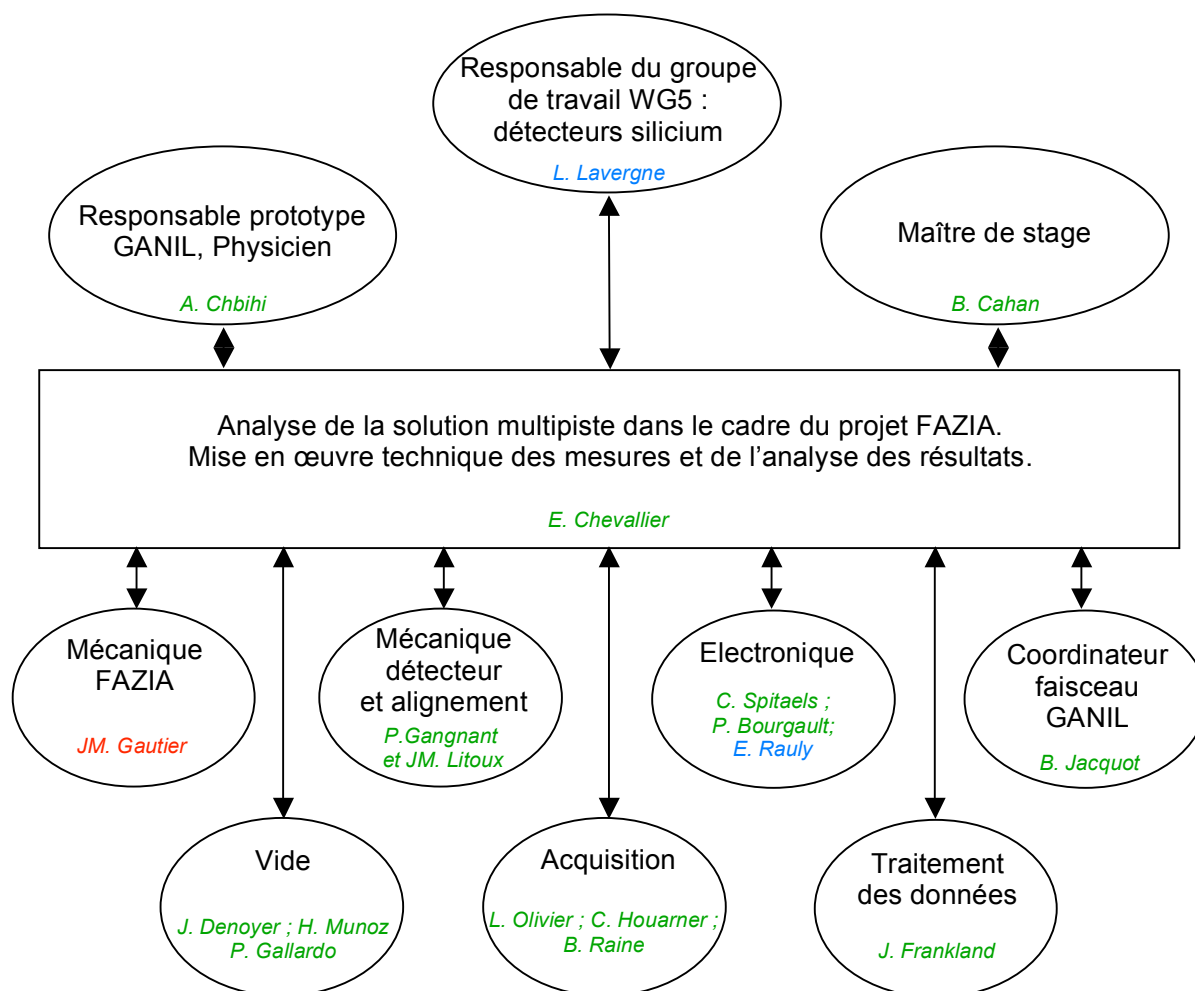 Responsable du groupe
de travail WG5 :
détecteurs silicium
L. Lavergne
Responsable prototype
GANIL, Physicien
A. Chbihi
Maître de stage
B. Cahan
Analyse de la solution multipiste dans le cadre du projet FAZIA.
Mise en œuvre technique des mesures et de l'analyse des résultats.
E. Chevallier
Mécanique
FAZIA
JM. Gautier
Mécanique
détecteur
et alignement
P.Gangnant
et JM. Litoux
Electronique
C. Spitaels ;
P. Bourgault;
E. Rauly
Coordinateur
faisceau
GANIL
B. Jacquot
Vide
J. Denoyer ; H. Munoz
P. Gallardo
Acquisition
L. Olivier ; C. Houarner ;
B. Raine
Traitement
des données
J. Frankland